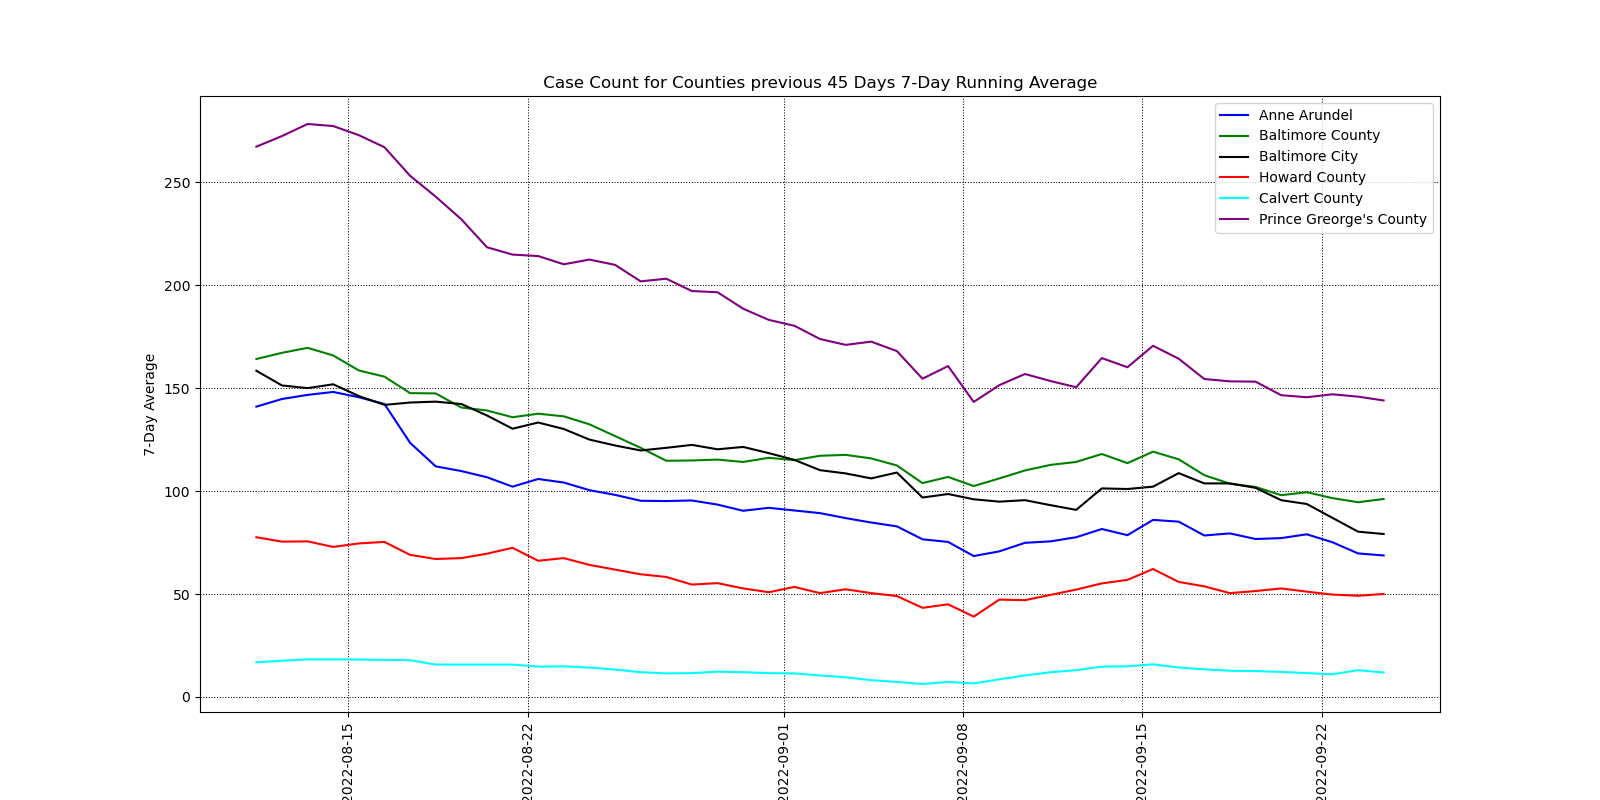 Case Count for Counties previous 45 Days 7-Day Running Average
Anne Arundel
Baltimore County
Baltimore City
Howard County
Calvert County
Prince Greorge's County
7-Day Average
250
200
150
100
50
0
2022-08-15
2022-08-22
2022-09-01
2022-09-08
2022-09-15
2022-09-22